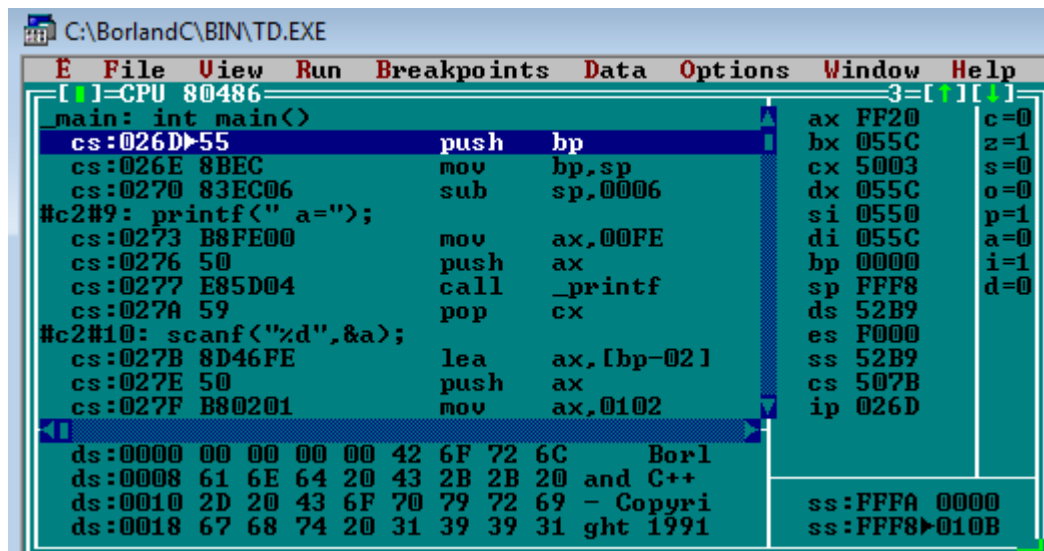 C:\BorlandC\BIN\TD.EXE
E File View Run Breakpoints Data Options Window Help
[ ]=CPU 80486 3=[↑][↓]
_main: int main()
cs:026D►55 push bp
cs:026E 8BEC mov bp,sp
cs:0270 83EC06 sub sp,0006
#c2#9: printf(" a=");
cs:0273 B8FE00 mov ax,00FE
cs:0276 50 push ax
cs:0277 E85D04 call _printf
cs:027A 59 pop cx
#c2#10: scanf("%d",&a);
cs:027B 8D46FE lea ax,[bp-02]
cs:027E 50 push ax
cs:027F B80201 mov ax,0102
ax FF20 c=0
bx 055C z=1
cx 5003 s=0
dx 055C o=0
si 0550 p=1
di 055C a=0
bp 0000 i=1
sp FFF8 d=0
ds 52B9
es F000
ss 52B9
cs 507B
ip 026D
ds:0000 00 00 00 00 42 6F 72 6C Borl
ds:0008 61 6E 64 20 43 2B 2B 20 and C++
ds:0010 2D 20 43 6F 70 79 72 69 - Copyri
ds:0018 67 68 74 20 31 39 39 31 ght 1991
ss:FFFA 0000
ss:FFF8►010B